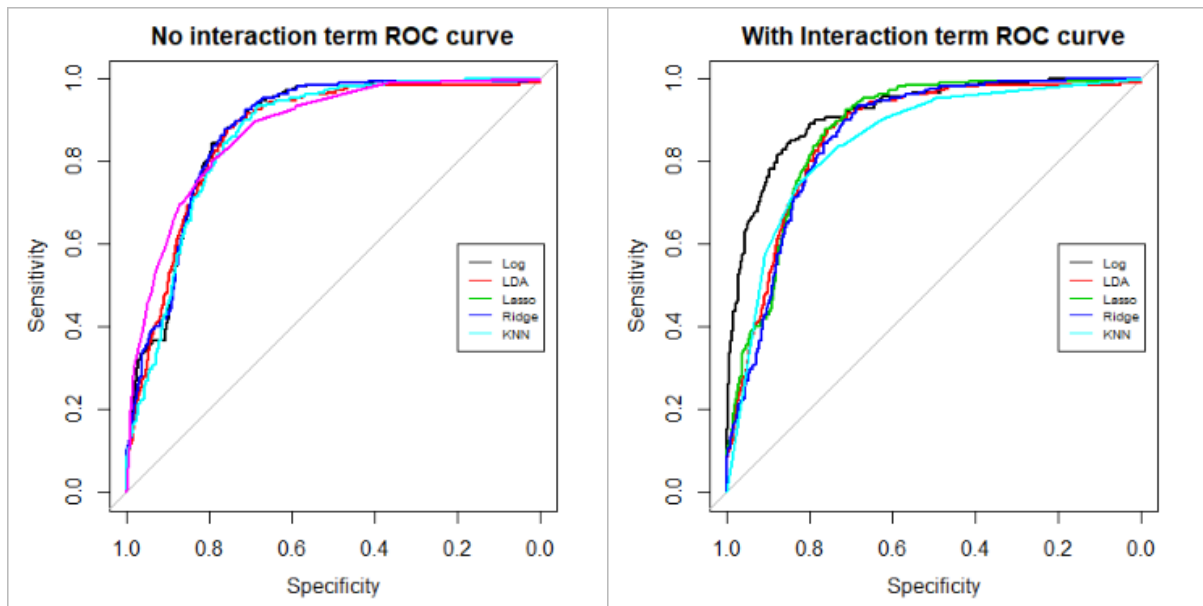 No interaction term ROC curve
Sensitivity
1.0
0.8
0.6
0.4
0.2
0.0
Log
LDA
Lasso
Ridge
KNN
1.0 0.8 0.6 0.4 0.2 0.0
Specificity
With Interaction term ROC curve
Sensitivity
1.0
0.8
0.6
0.4
0.2
0.0
Log
LDA
Lasso
Ridge
KNN
1.0 0.8 0.6 0.4 0.2 0.0
Specificity